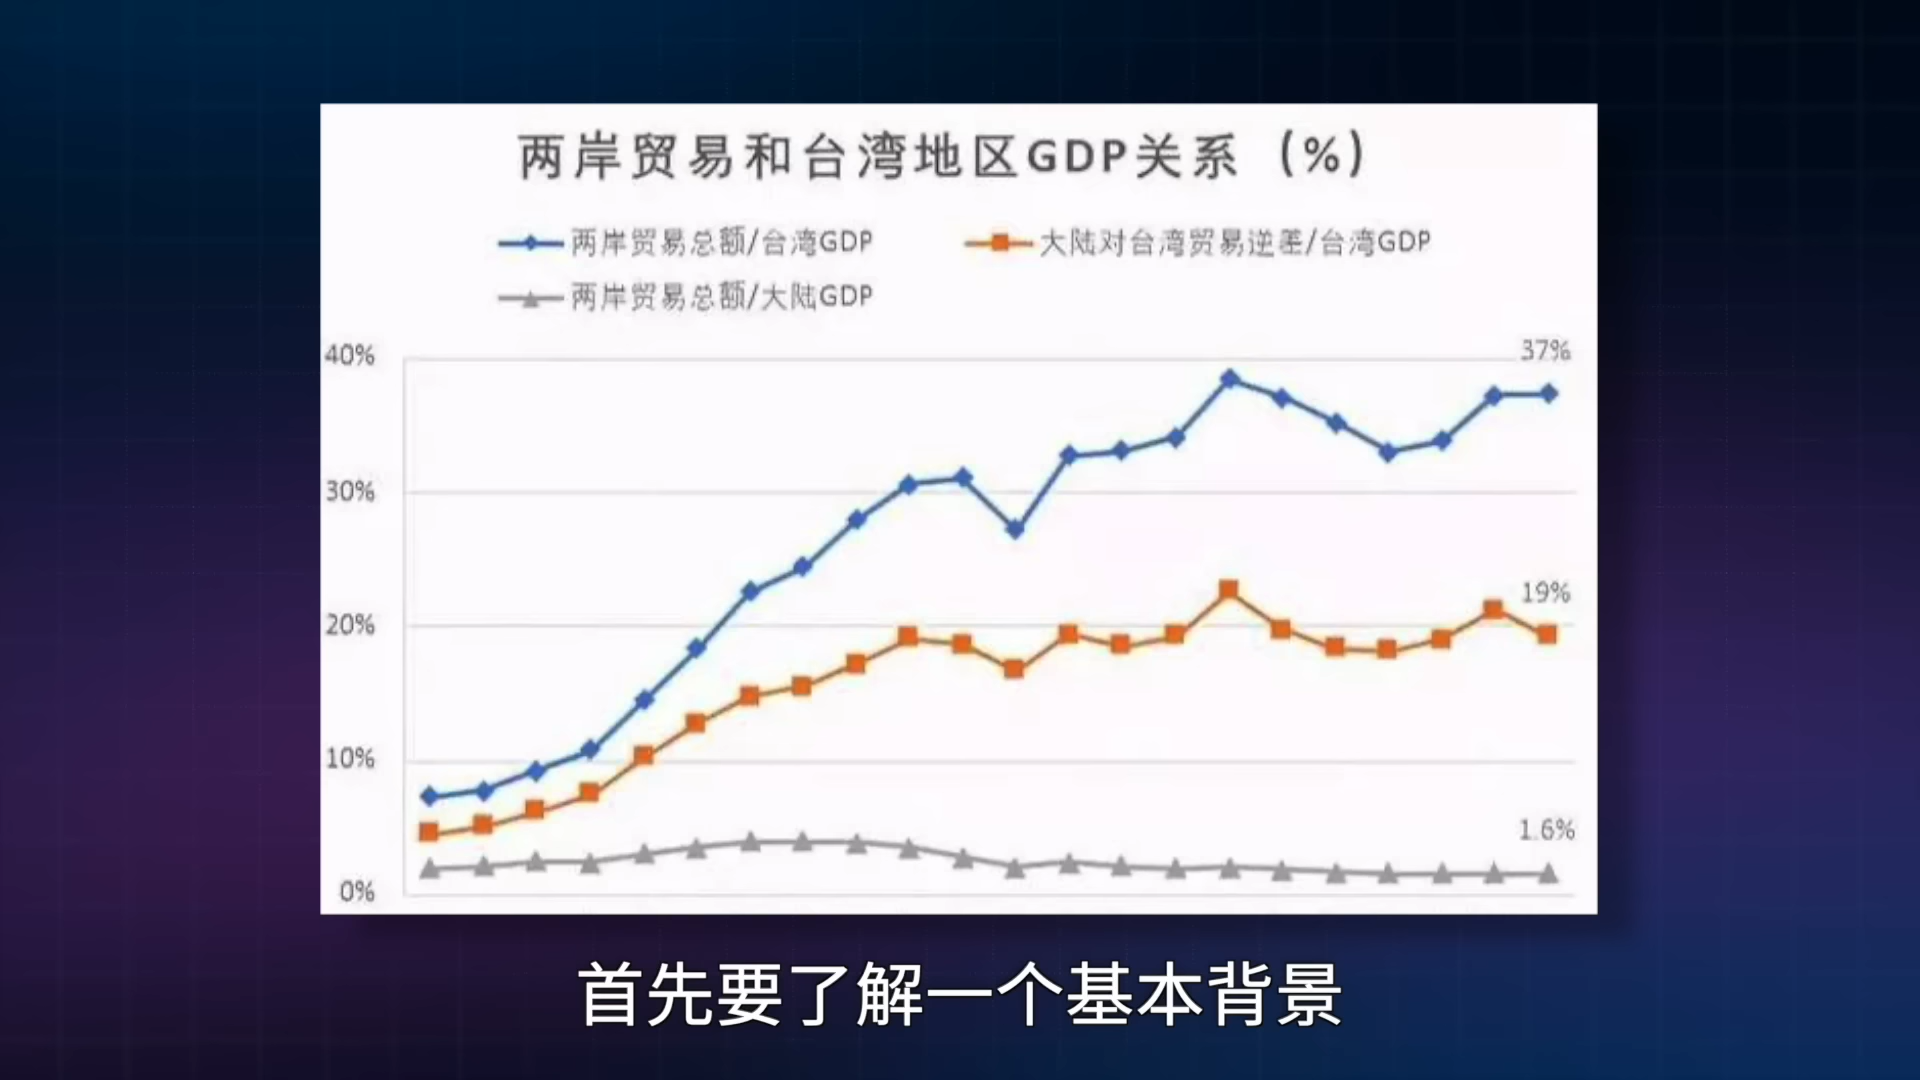 两岸贸易和台湾地区GDP关系（%）
两岸贸易总额/台湾GDP 大陆对台湾贸易逆差/台湾GDP
两岸贸易总额/大陆GDP
40% 37%
30%
20% 19%
10%
1.6%
0%
首先要了解一个基本背景